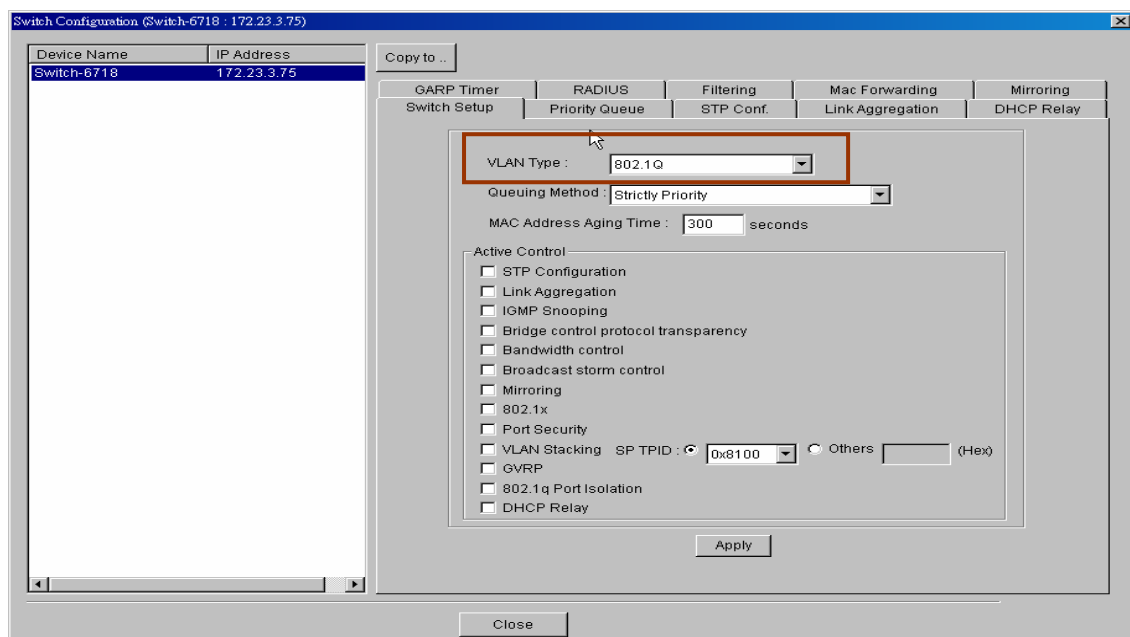 Switch Configuration (Switch-6718 : 172.23.3.75)
Device Name IP Address
Switch-6718 172.23.3.75
Copy to ..
GARP Timer RADIUS Filtering Mac Forwarding Mirroring
Switch Setup Priority Queue STP Conf. Link Aggregation DHCP Relay
VLAN Type : 802.1Q
Queuing Method : Strictly Priority
MAC Address Aging Time : 300 seconds
Active Control
STP Configuration
Link Aggregation
IGMP Snooping
Bridge control protocol transparency
Bandwidth control
Broadcast storm control
Mirroring
802.1x
Port Security
VLAN Stacking SP TPID : 0x8100 Others (Hex)
GVRP
802.1q Port Isolation
DHCP Relay
Apply
Close